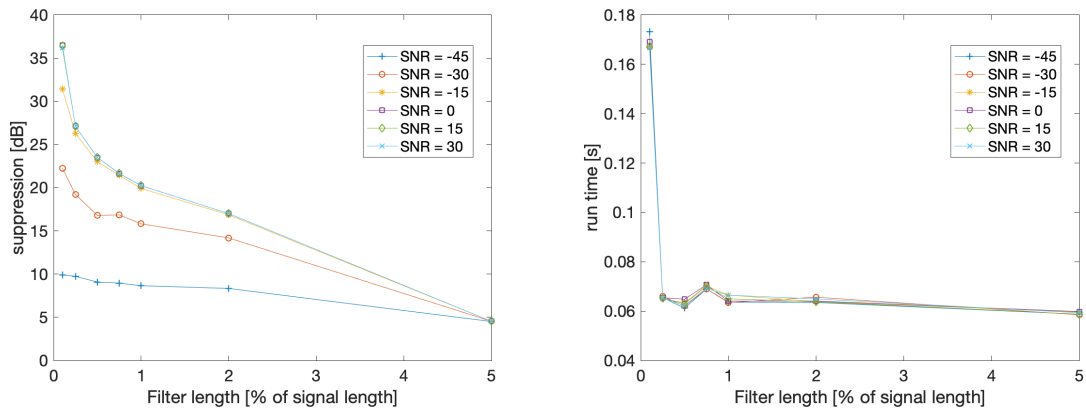 40
35
30
25
20
15
10
5
0
suppression [dB]
0
1
2
3
4
5
Filter length [% of signal length]
SNR = -45
SNR = -30
SNR = -15
SNR = 0
SNR = 15
SNR = 30
0.18
0.16
0.14
0.12
0.1
0.08
0.06
0.04
run time [s]
0
1
2
3
4
5
Filter length [% of signal length]
SNR = -45
SNR = -30
SNR = -15
SNR = 0
SNR = 15
SNR = 30